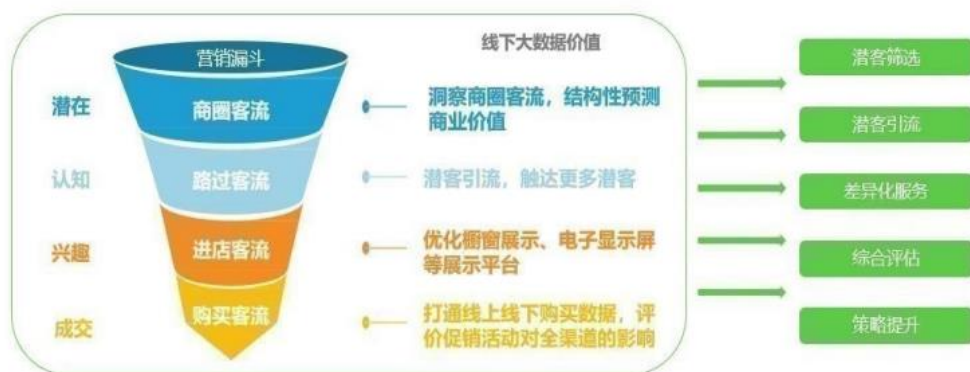 线下大数据价值
营销漏斗
潜在
商圈客流
洞察商圈客流，结构性预测
商业价值
认知
路过客流
潜客引流，触达更多潜客
兴趣
进店客流
优化橱窗展示、电子显示屏
等展示平台
成交
购买客流
打通线上线下购买数据，评
价促销活动对全渠道的影响
潜客筛选
潜客引流
差异化服务
综合评估
策略提升